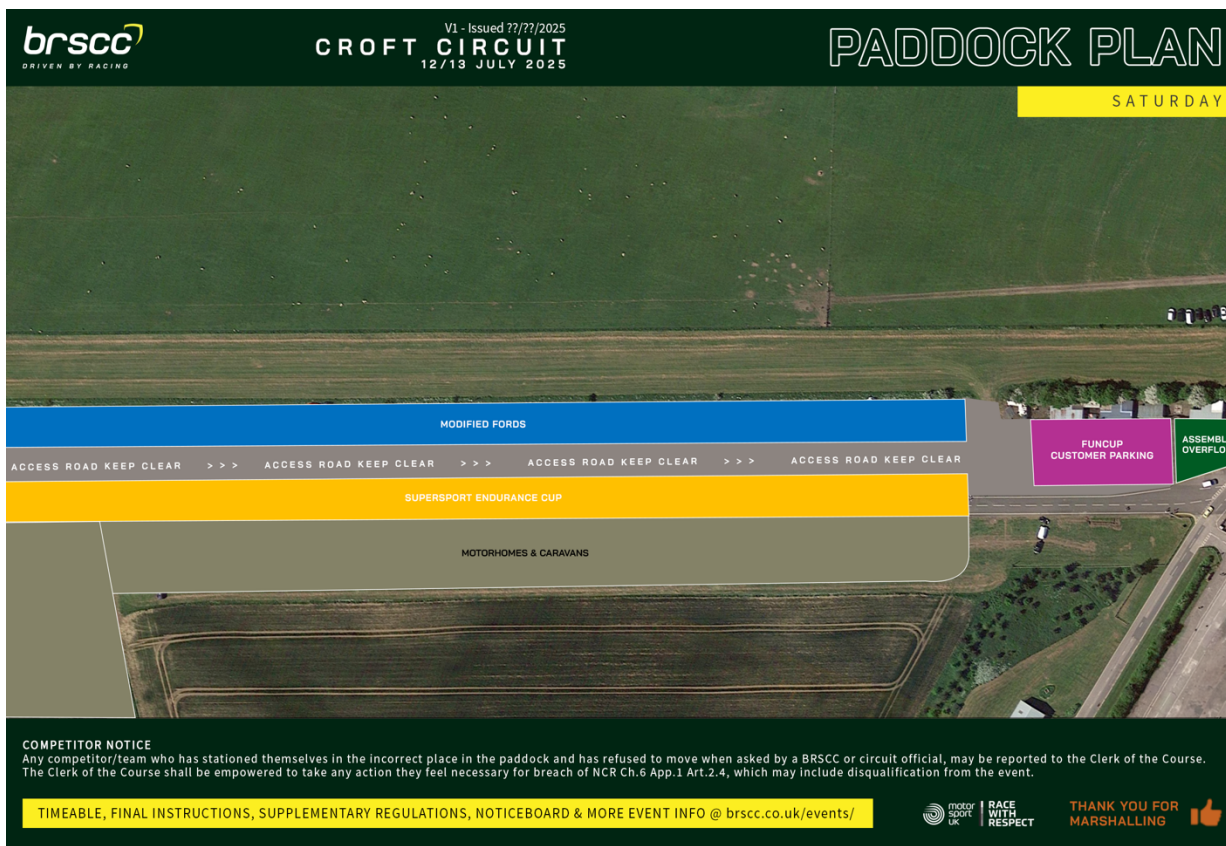 brscc
DRIVEN BY RACING
V1 - Issued ??/??/2025
CROFT CIRCUIT
12/13 JULY 2025
PADDOCK PLAN
SATURDAY
MODIFIED FORDS
ACCESS ROAD KEEP CLEAR > > > ACCESS ROAD KEEP CLEAR > > > ACCESS ROAD KEEP CLEAR > > > ACCESS ROAD KEEP CLEAR
FUNCUP
CUSTOMER PARKING
ASSEMBL
OVERFLO
SUPERSPORT ENDURANCE CUP
MOTORHOMES & CARAVANS
COMPETITOR NOTICE
Any competitor/team who has stationed themselves in the incorrect place in the paddock and has refused to move when asked by a BRSCC or circuit official, may be reported to the Clerk of the Course.
The Clerk of the Course shall be empowered to take any action they feel necessary for breach of NCR Ch.6 App.1 Art.2.4, which may include disqualification from the event.
TIMEABLE, FINAL INSTRUCTIONS, SUPPLEMENTARY REGULATIONS, NOTICEBOARD & MORE EVENT INFO @ brscc.co.uk/events/
motor
sport
uk
RACE
WITH
RESPECT
THANK YOU FOR
MARSHALLING